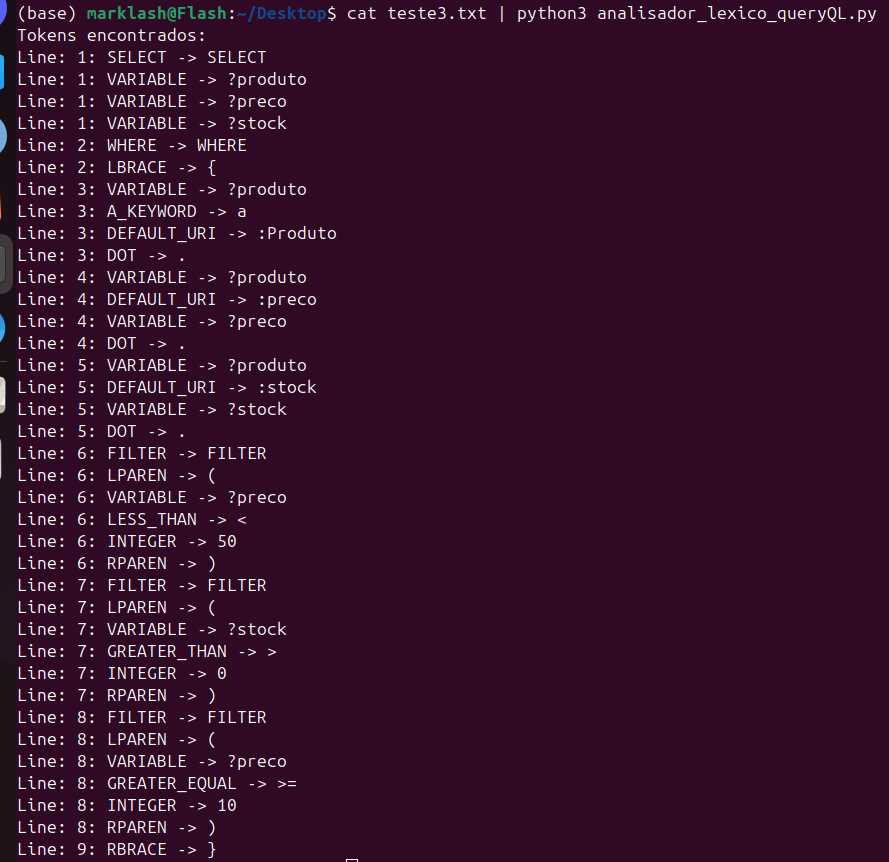 (base) marklash@Flash:~/Desktop$ cat teste3.txt | python3 analisador_lexico_queryQL.py
Tokens encontrados:
Line: 1: SELECT -> SELECT
Line: 1: VARIABLE -> ?produto
Line: 1: VARIABLE -> ?preco
Line: 1: VARIABLE -> ?stock
Line: 2: WHERE -> WHERE
Line: 2: LBRACE -> {
Line: 3: VARIABLE -> ?produto
Line: 3: A_KEYWORD -> a
Line: 3: DEFAULT_URI -> :Produto
Line: 3: DOT -> .
Line: 4: VARIABLE -> ?produto
Line: 4: DEFAULT_URI -> :preco
Line: 4: VARIABLE -> ?preco
Line: 4: DOT -> .
Line: 5: VARIABLE -> ?produto
Line: 5: DEFAULT_URI -> :stock
Line: 5: VARIABLE -> ?stock
Line: 5: DOT -> .
Line: 6: FILTER -> FILTER
Line: 6: LPAREN -> (
Line: 6: VARIABLE -> ?preco
Line: 6: LESS_THAN -> <
Line: 6: INTEGER -> 50
Line: 6: RPAREN -> )
Line: 7: FILTER -> FILTER
Line: 7: LPAREN -> (
Line: 7: VARIABLE -> ?stock
Line: 7: GREATER_THAN -> >
Line: 7: INTEGER -> 0
Line: 7: RPAREN -> )
Line: 8: FILTER -> FILTER
Line: 8: LPAREN -> (
Line: 8: VARIABLE -> ?preco
Line: 8: GREATER_EQUAL -> >=
Line: 8: INTEGER -> 10
Line: 8: RPAREN -> )
Line: 9: RBRACE -> }